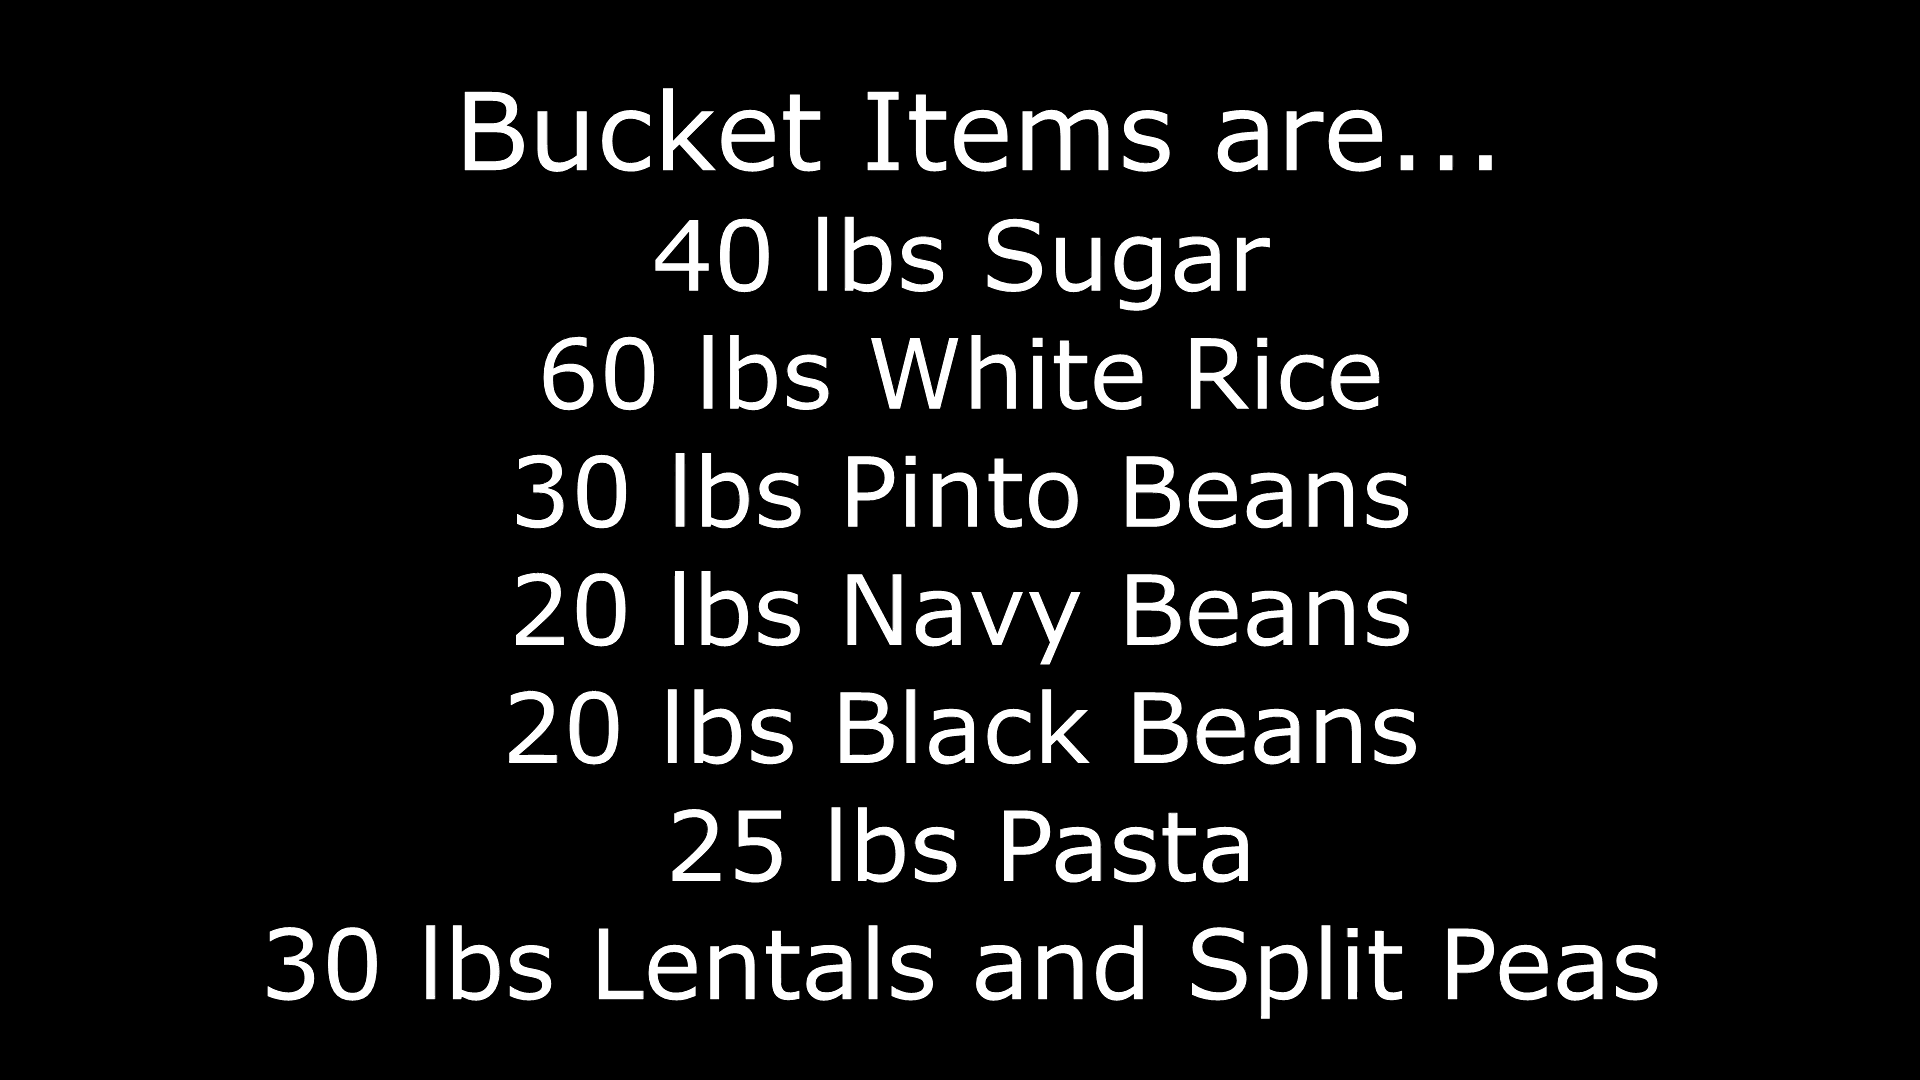 Bucket Items are...
40 lbs Sugar
60 lbs White Rice
30 lbs Pinto Beans
20 lbs Navy Beans
20 lbs Black Beans
25 lbs Pasta
30 lbs Lentals and Split Peas